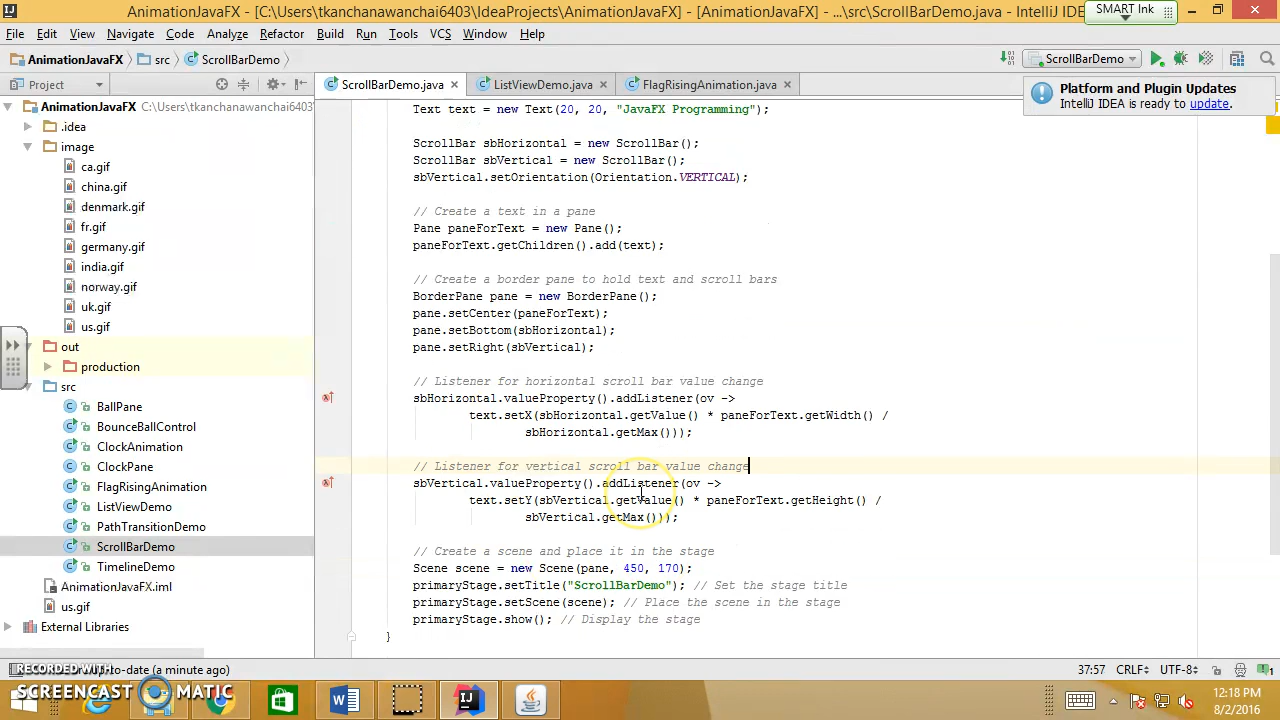 AnimationJavaFX - [C:\Users\tkanchanawanchai6403\IdeaProjects\AnimationJavaFX] - [AnimationJavaFX] - ...\src\ScrollBarDemo.java - IntelliJ IDE
SMART Ink
File Edit View Navigate Code Analyze Refactor Build Run Tools VCS Window Help
AnimationJavaFX src ScrollBarDemo
ScrollBarDemo
Project
ScrollBarDemo.java ListViewDemo.java FlagRisingAnimation.java
Platform and Plugin Updates
IntelliJ IDEA is ready to update.
AnimationJavaFX C:\Users\tkanchanawanchai6403\
.idea
image
ca.gif
china.gif
denmark.gif
fr.gif
germany.gif
india.gif
norway.gif
uk.gif
us.gif
out
production
src
BallPane
BounceBallControl
ClockAnimation
ClockPane
FlagRisingAnimation
ListViewDemo
PathTransitionDemo
ScrollBarDemo
TimelineDemo
AnimationJavaFX.iml
us.gif
External Libraries
Text text = new Text(20, 20, "JavaFX Programming");
ScrollBar sbHorizontal = new ScrollBar();
ScrollBar sbVertical = new ScrollBar();
sbVertical.setOrientation(Orientation.VERTICAL);
// Create a text in a pane
Pane paneForText = new Pane();
paneForText.getChildren().add(text);
// Create a border pane to hold text and scroll bars
BorderPane pane = new BorderPane();
pane.setCenter(paneForText);
pane.setBottom(sbHorizontal);
pane.setRight(sbVertical);
// Listener for horizontal scroll bar value change
sbHorizontal.valueProperty().addListener(ov ->
text.setX(sbHorizontal.getValue() * paneForText.getWidth() /
sbHorizontal.getMax()));
// Listener for vertical scroll bar value change
sbVertical.valueProperty().addListener(ov ->
text.setY(sbVertical.getValue() * paneForText.getHeight() /
sbVertical.getMax()));
// Create a scene and place it in the stage
Scene scene = new Scene(pane, 450, 170);
primaryStage.setTitle("ScrollBarDemo"); // Set the stage title
primaryStage.setScene(scene); // Place the scene in the stage
primaryStage.show(); // Display the stage
}
RECORDED WITH
to-date (a minute ago)
37:57 CRLF UTF-8
SCREENCAST MATIC
12:18 PM
8/2/2016